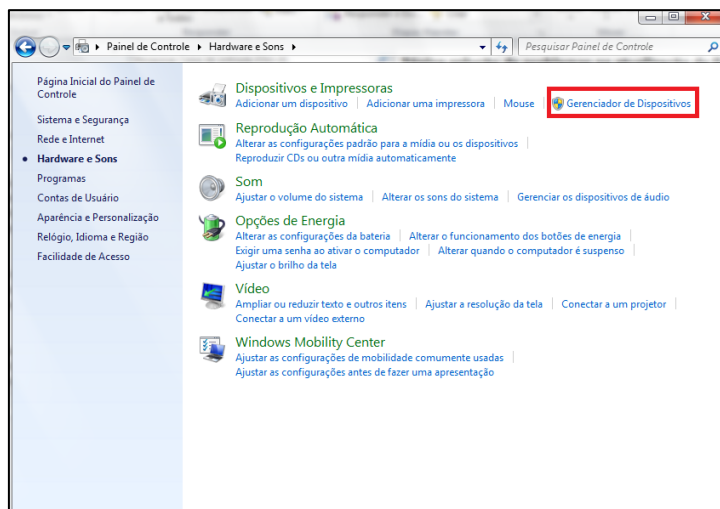 Painel de Controle ▸ Hardware e Sons ▸
Pesquisar Painel de Controle
Página Inicial do Painel de
Controle
Sistema e Segurança
Rede e Internet
Hardware e Sons
Programas
Contas de Usuário
Aparência e Personalização
Relógio, Idioma e Região
Facilidade de Acesso
Dispositivos e Impressoras
Adicionar um dispositivo | Adicionar uma impressora | Mouse | Gerenciador de Dispositivos
Reprodução Automática
Alterar as configurações padrão para a mídia ou os dispositivos |
Reproduzir CDs ou outra mídia automaticamente
Som
Ajustar o volume do sistema | Alterar os sons do sistema | Gerenciar os dispositivos de áudio
Opções de Energia
Alterar as configurações da bateria | Alterar o funcionamento dos botões de energia |
Exigir uma senha ao ativar o computador | Alterar quando o computador é suspenso |
Ajustar o brilho da tela
Vídeo
Ampliar ou reduzir texto e outros itens | Ajustar a resolução da tela | Conectar a um projetor |
Conectar a um vídeo externo
Windows Mobility Center
Ajustar as configurações de mobilidade comumente usadas |
Ajustar as configurações antes de fazer uma apresentação